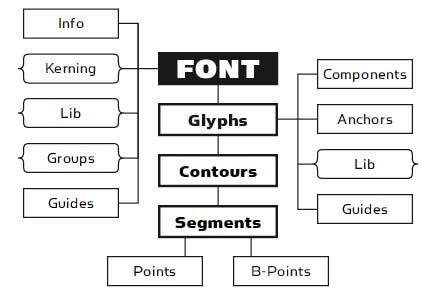 Info
Kerning
Lib
Groups
Guides
FONT
Glyphs
Contours
Segments
Points
B-Points
Components
Anchors
Lib
Guides